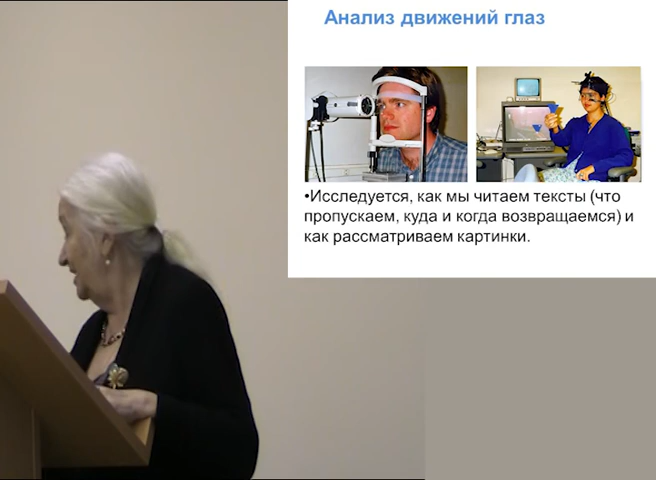 Анализ движений глаз
•Исследуется, как мы читаем тексты (что
пропускаем, куда и когда возвращаемся) и
как рассматриваем картинки.